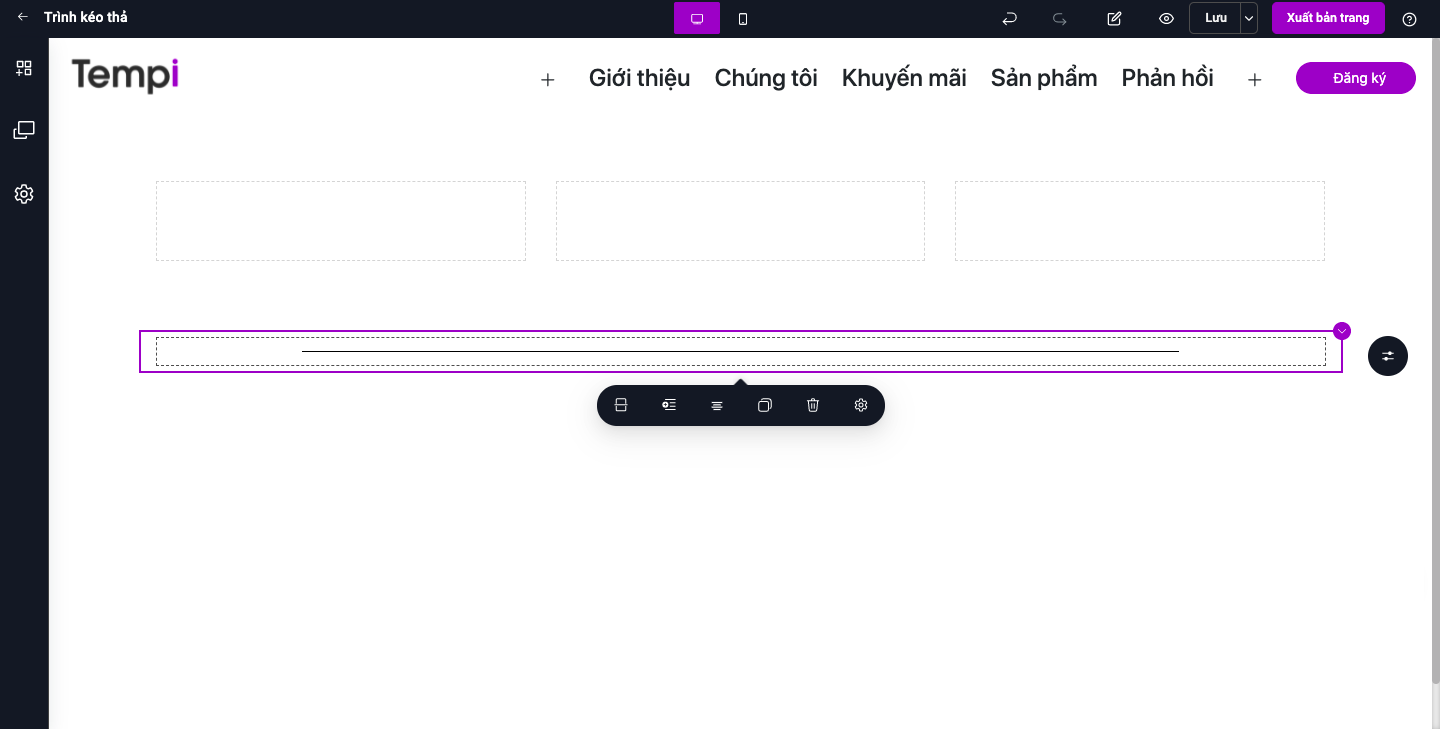 Trình kéo thả
Lưu
Xuất bản trang
Tempi
Giới thiệu
Chúng tôi
Khuyến mãi
Sản phẩm
Phản hồi
Đăng ký